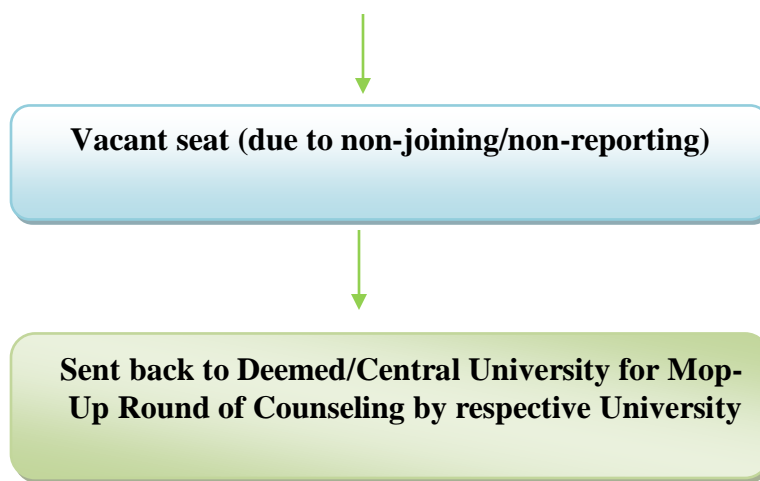 Vacant seat (due to non-joining/non-reporting)
Sent back to Deemed/Central University for Mop-
Up Round of Counseling by respective University